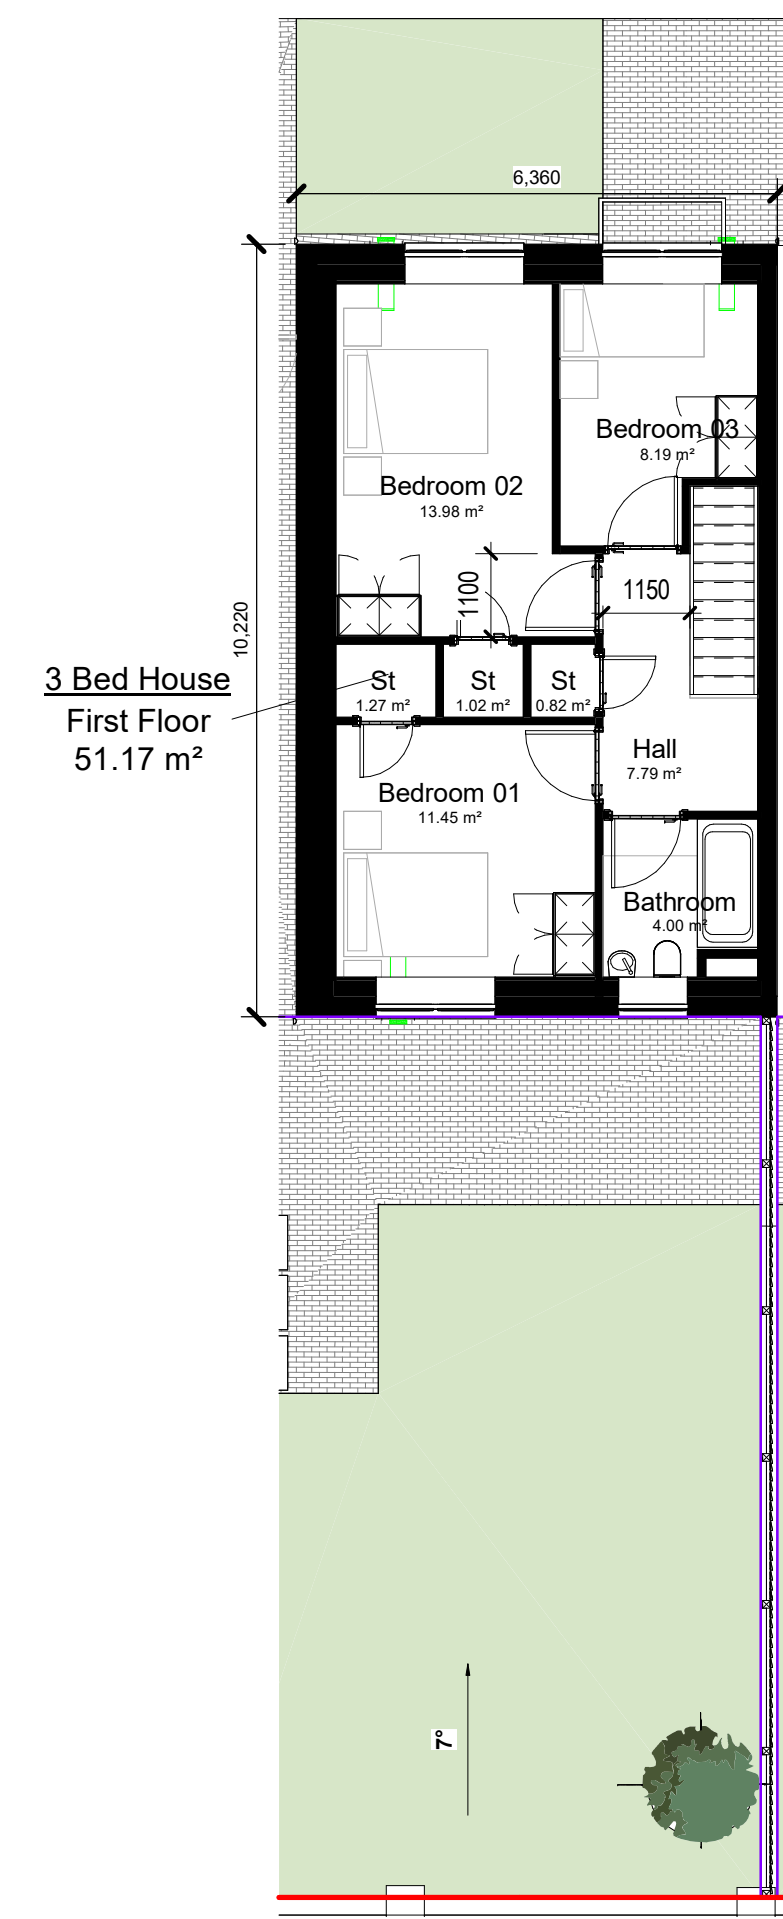 6,360
Bedroom 03
8.19 m²
Bedroom 02
13.98 m²
1100
1150
10,220
3 Bed House
First Floor
51.17 m²
St
1.27 m²
St
1.02 m²
St
0.82 m²
Hall
7.79 m²
Bedroom 01
11.45 m²
Bathroom
4.00 m²
7°